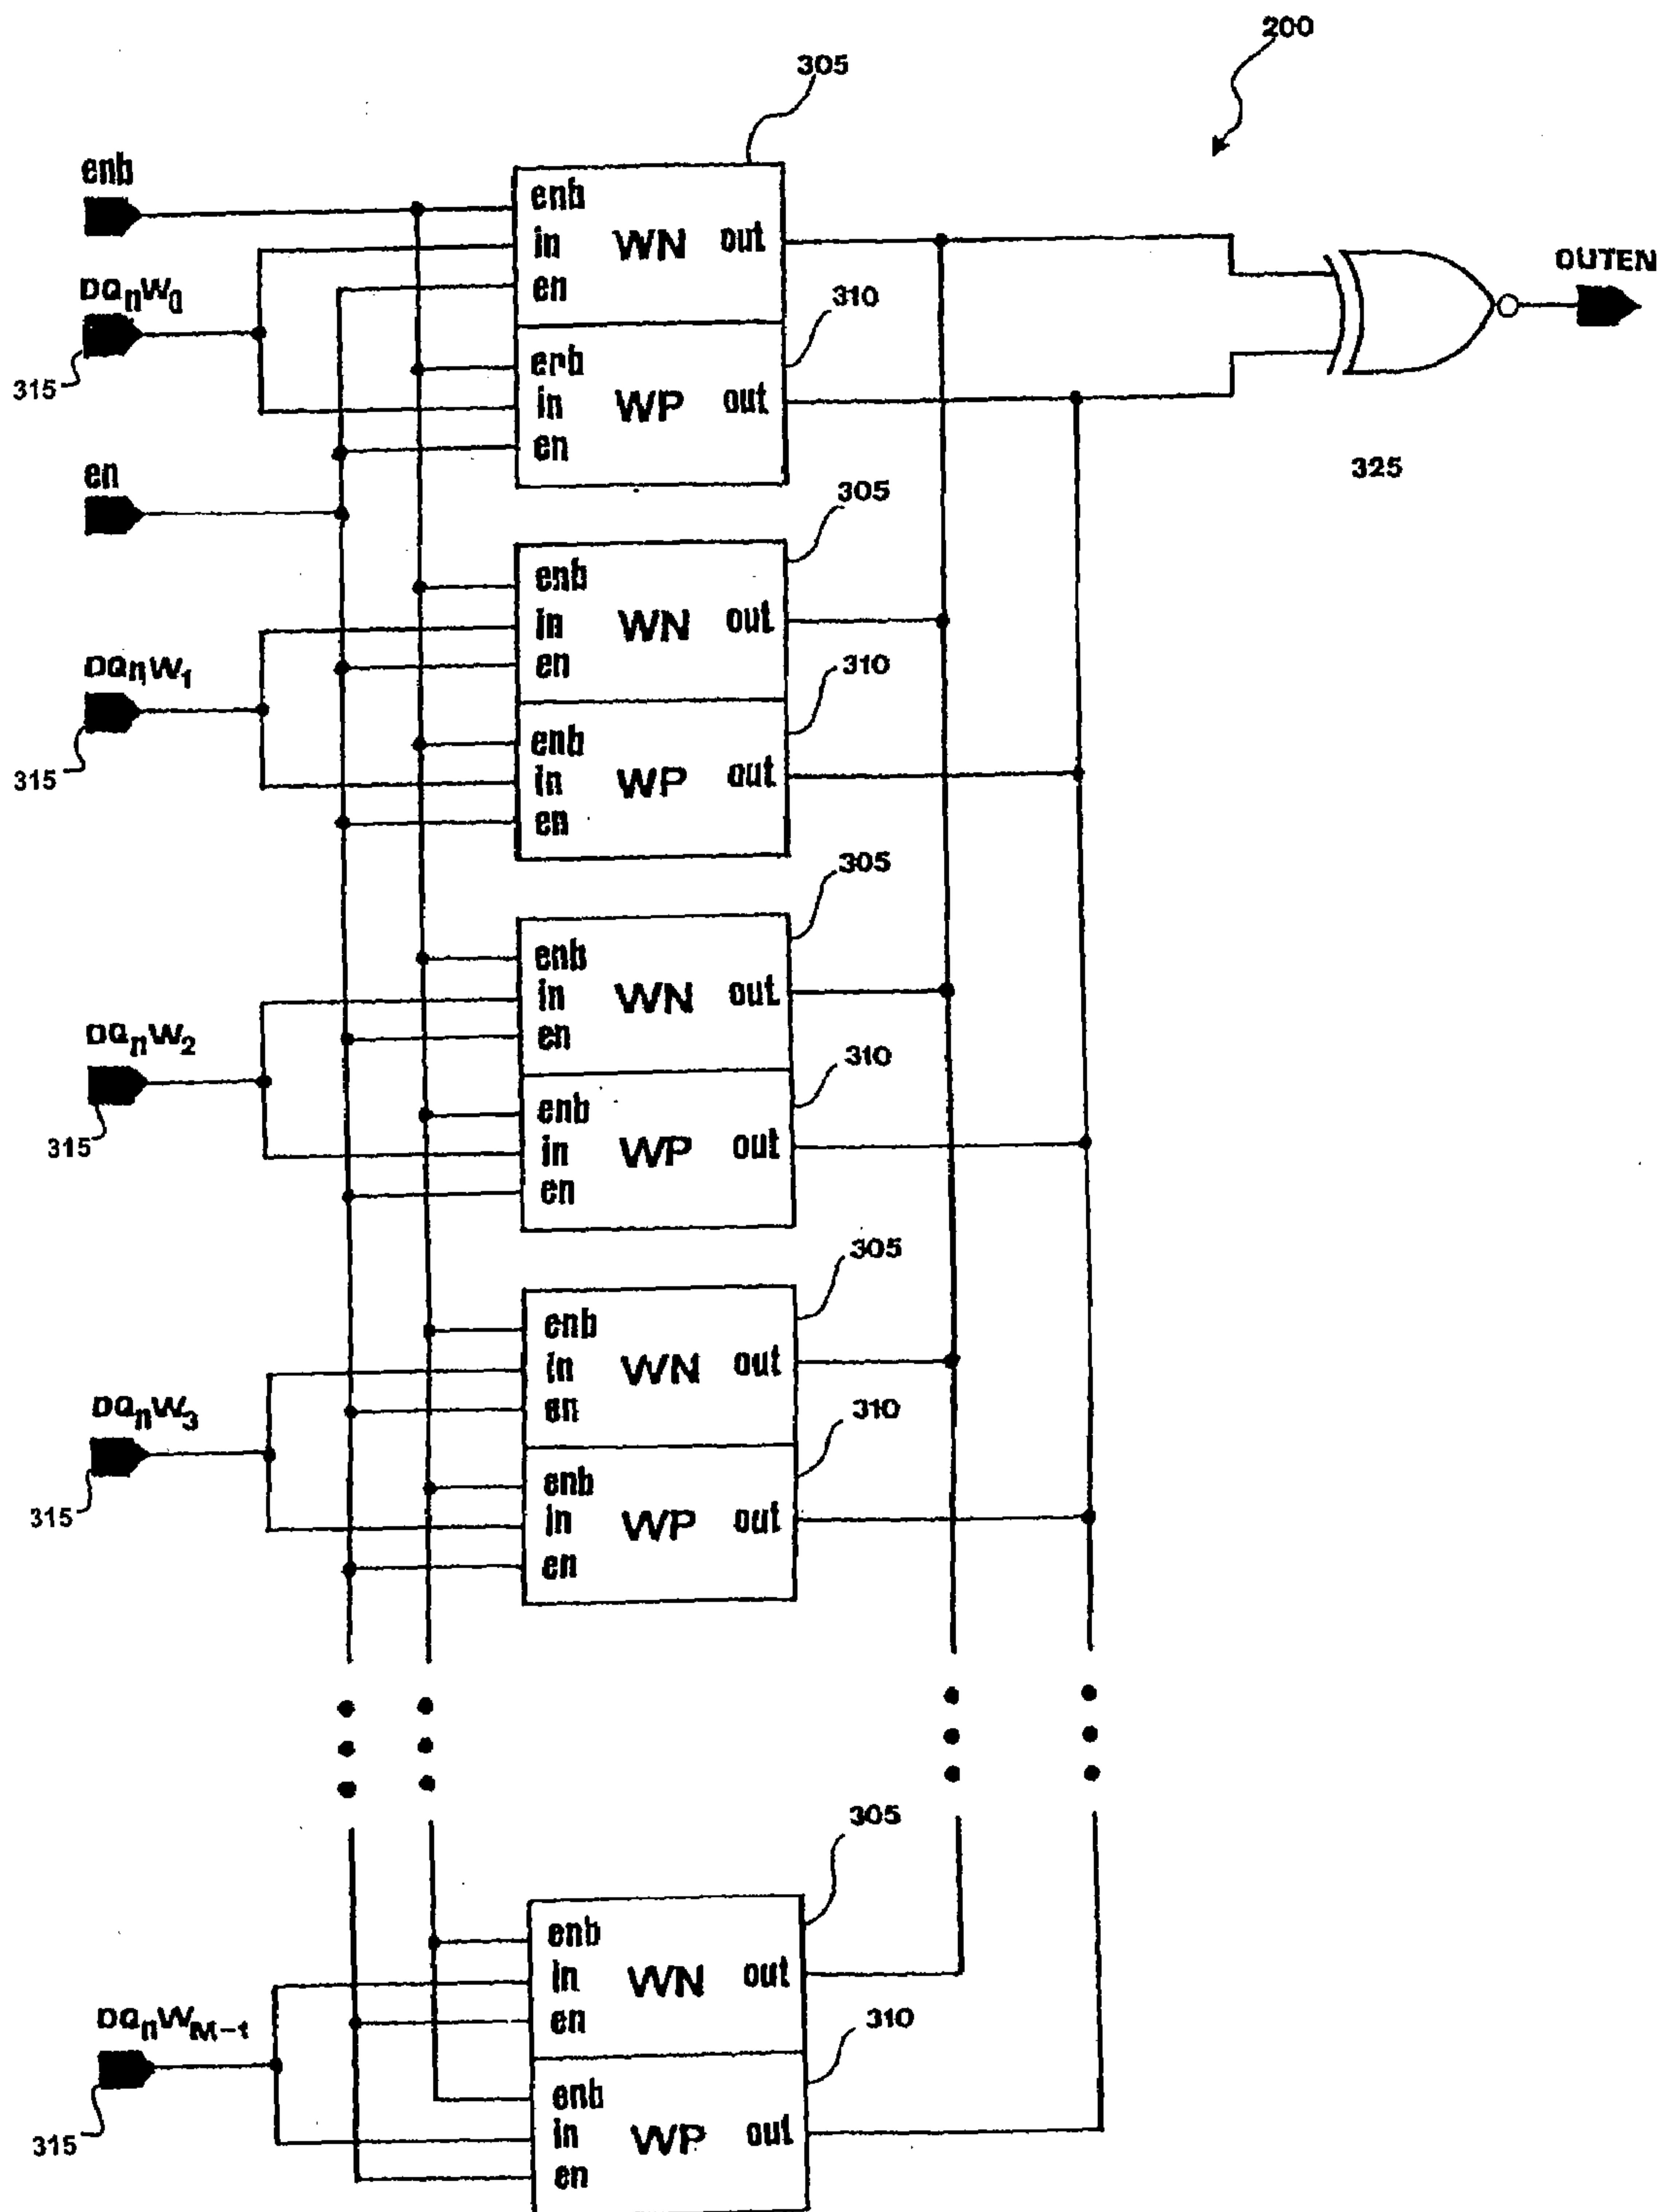 200
305
enb
enb
in WN out
en
DQnW0
315
310
erb
in WP out
en
OUTEN
325
en
305
enb
in WN out
en
DQnW1
315
310
enb
in WP out
en
305
enb
in WN out
en
DQnW2
315
310
enb
in WP out
en
305
enb
in WN out
en
DQnW3
315
310
enb
in WP out
en
305
enb
in WN out
en
DQnWM-1
315
310
enb
in WP out
en